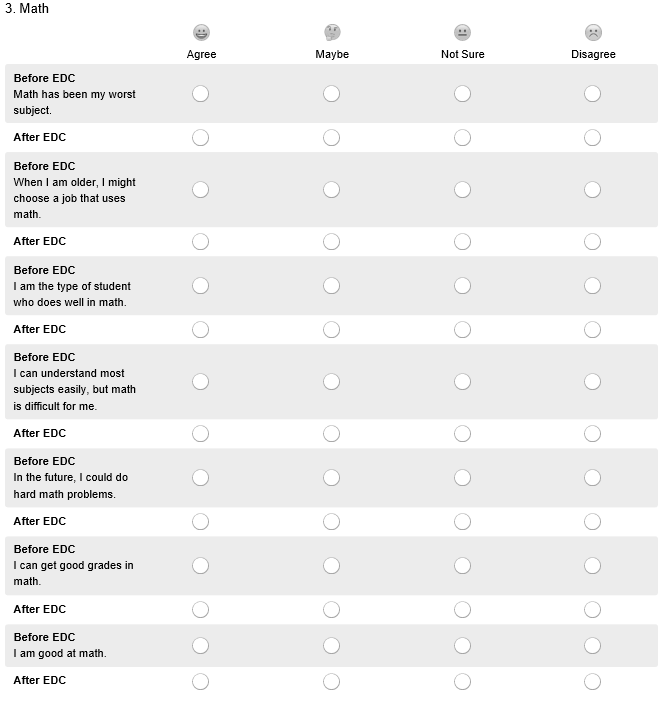 3. Math
Agree Maybe Not Sure Disagree
Before EDC
Math has been my worst
subject.
After EDC
Before EDC
When I am older, I might
choose a job that uses
math.
After EDC
Before EDC
I am the type of student
who does well in math.
After EDC
Before EDC
I can understand most
subjects easily, but math
is difficult for me.
After EDC
Before EDC
In the future, I could do
hard math problems.
After EDC
Before EDC
I can get good grades in
math.
After EDC
Before EDC
I am good at math.
After EDC